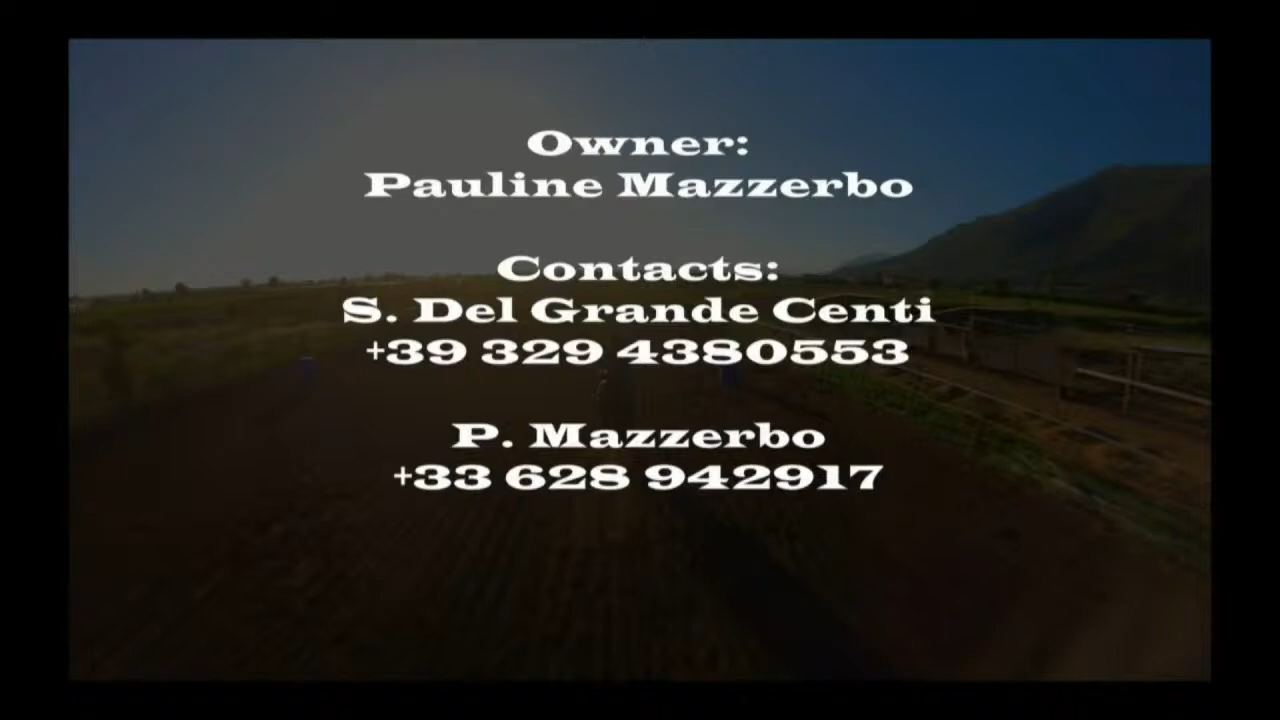 Owner:
Pauline Mazzerbo
Contacts:
S. Del Grande Centi
+39 329 4380553
P. Mazzerbo
+33 628 942917